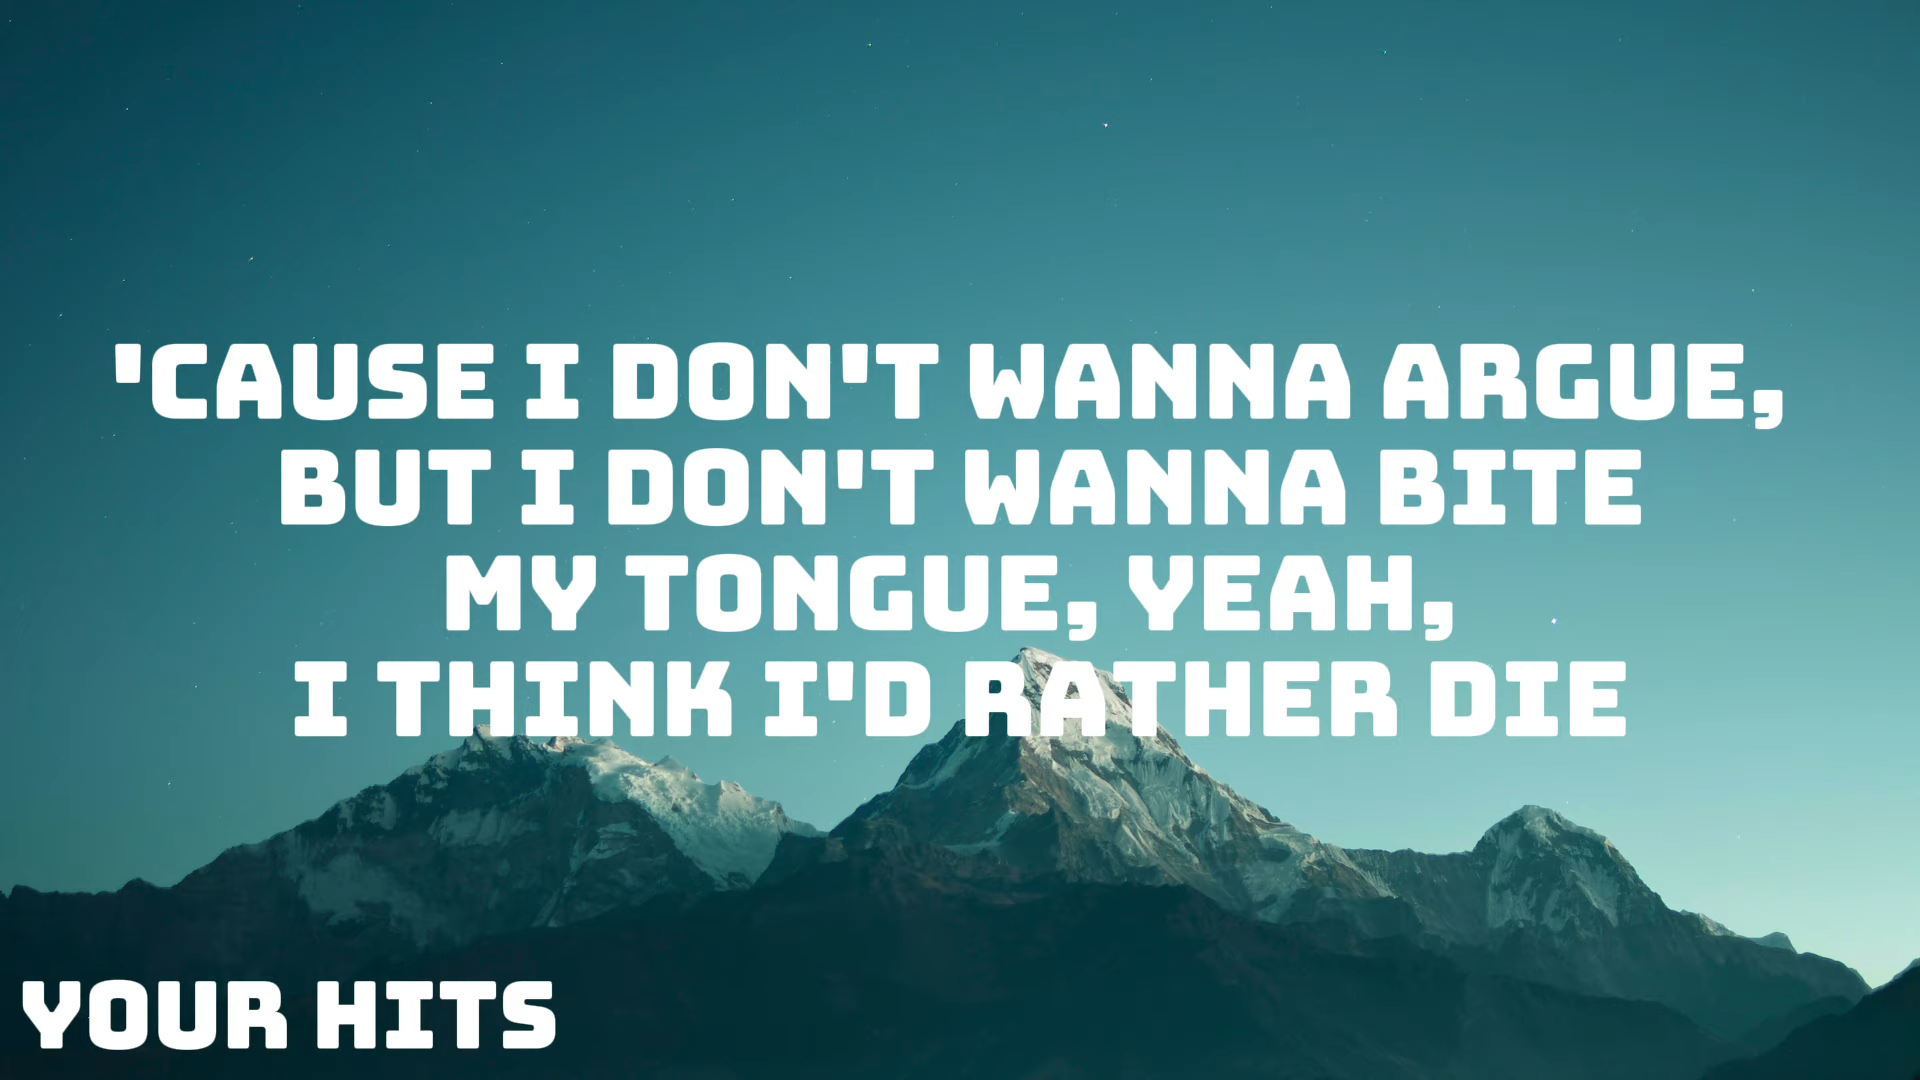 'CAUSE I DON'T WANNA ARGUE,
BUT I DON'T WANNA BITE
MY TONGUE, YEAH,
I THINK I'D RATHER DIE
YOUR HITS